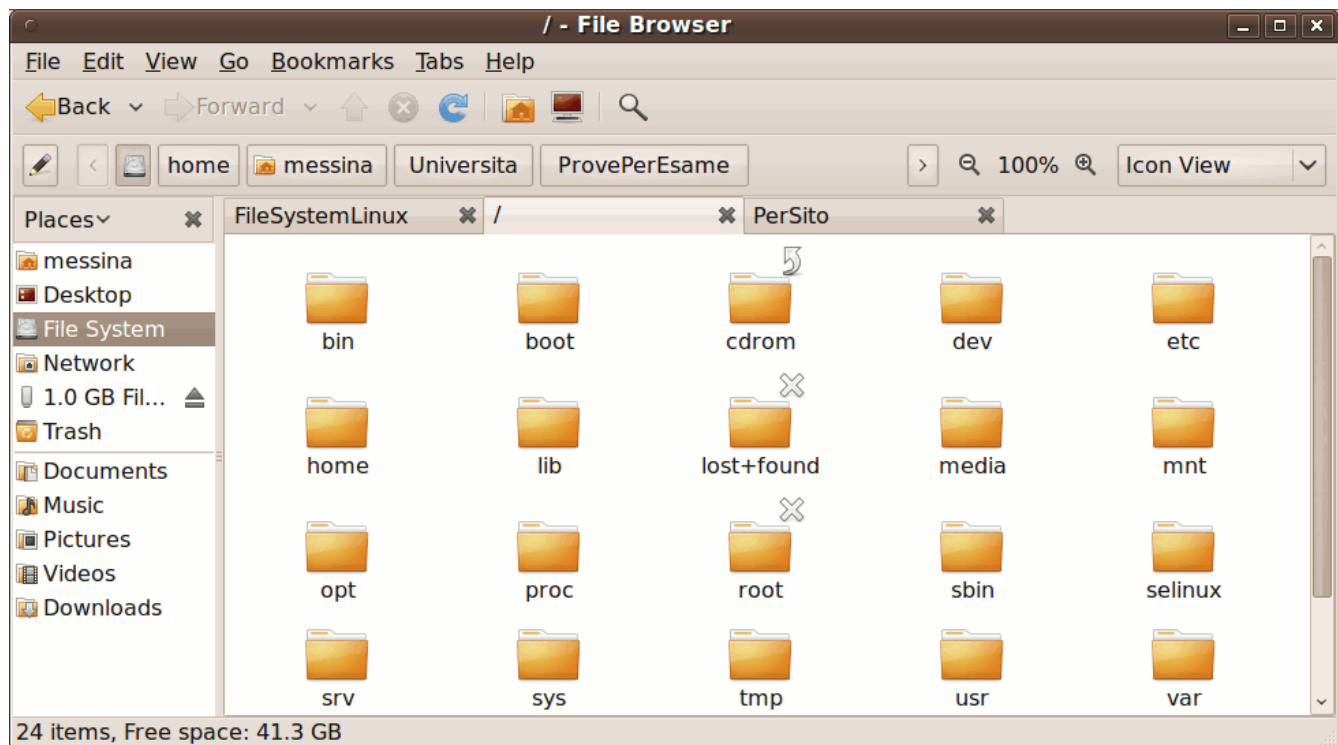 / - File Browser
File Edit View Go Bookmarks Tabs Help
Back Forward
home messina Universita ProvePerEsame 100% Icon View
Places FileSystemLinux / PerSito
messina
Desktop
File System
Network
1.0 GB Fil...
Trash
Documents
Music
Pictures
Videos
Downloads
bin boot cdrom dev etc
home lib lost+found media mnt
opt proc root sbin selinux
srv sys tmp usr var
24 items, Free space: 41.3 GB